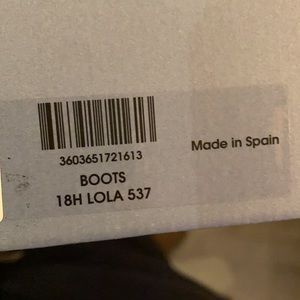 3603651721613
Made in Spain
BOOTS
18H LOLA 537